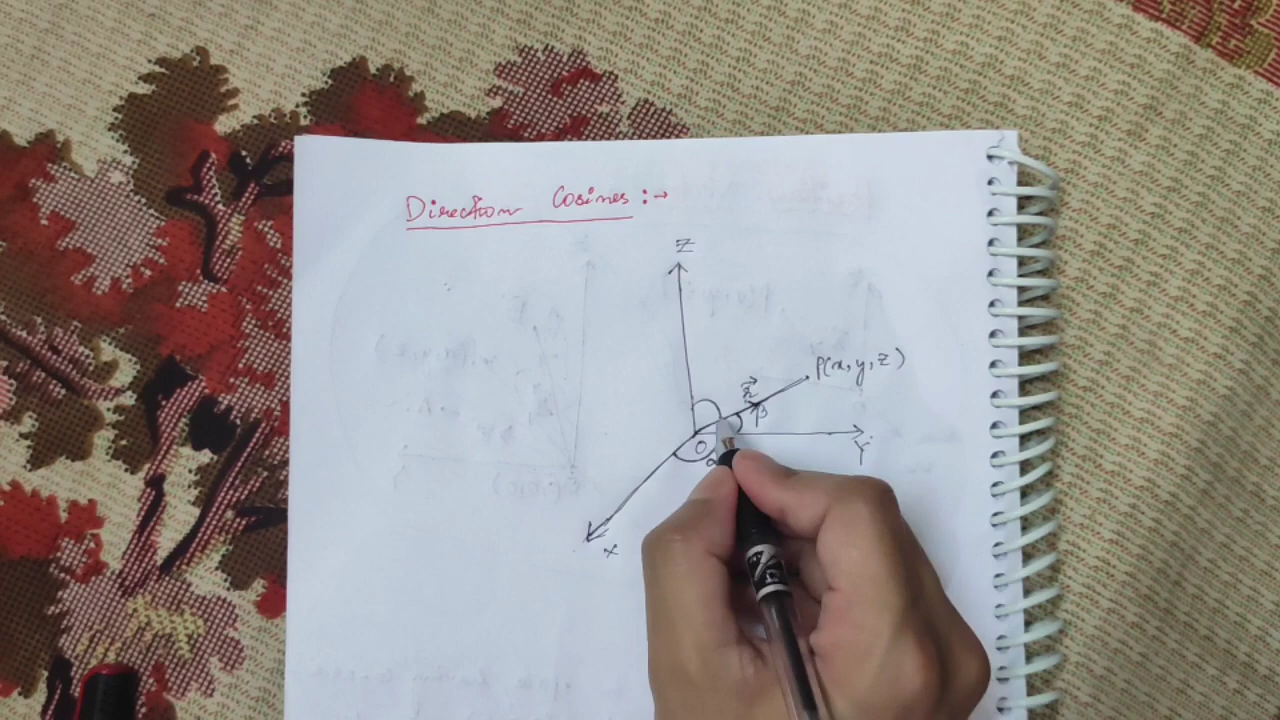 Direction Cosines :→
Z
P(x, y, z)
r⃗
β
Y
O
α
X